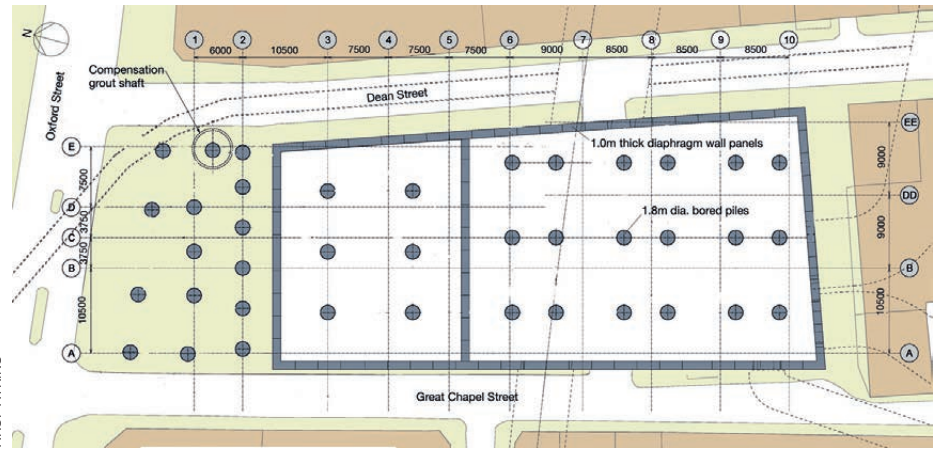 N
1
2
3
4
5
6
7
8
9
10
6000
10500
7500
7500
7500
9000
8500
8500
8500
Compensation
grout shaft
Oxford Street
Dean Street
E
EE
1.0m thick diaphragm wall panels
7500
9000
D
DD
1.8m dia. bored piles
3750
C
9000
3750
B
B
10500
10500
A
A
Great Chapel Street